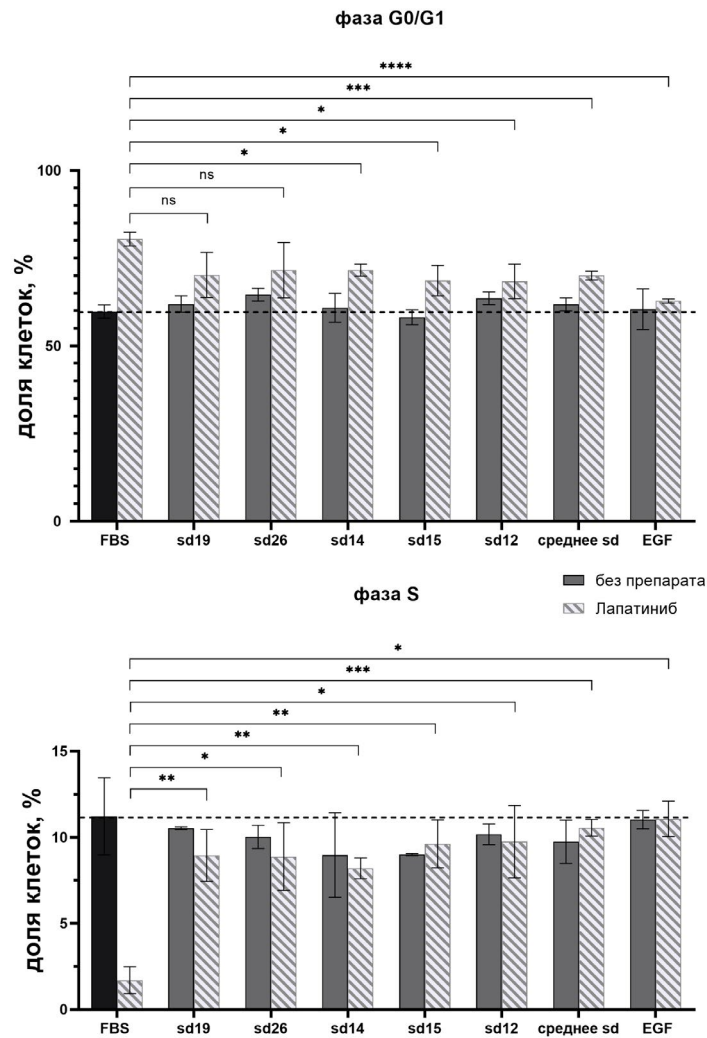 фаза G0/G1
****
***
*
*
*
ns
ns
100
50
0
доля клеток, %
FBS sd19 sd26 sd14 sd15 sd12 среднее sd EGF
без препарата
Лапатиниб
фаза S
*
***
*
**
**
*
**
15
10
5
0
доля клеток, %
FBS sd19 sd26 sd14 sd15 sd12 среднее sd EGF